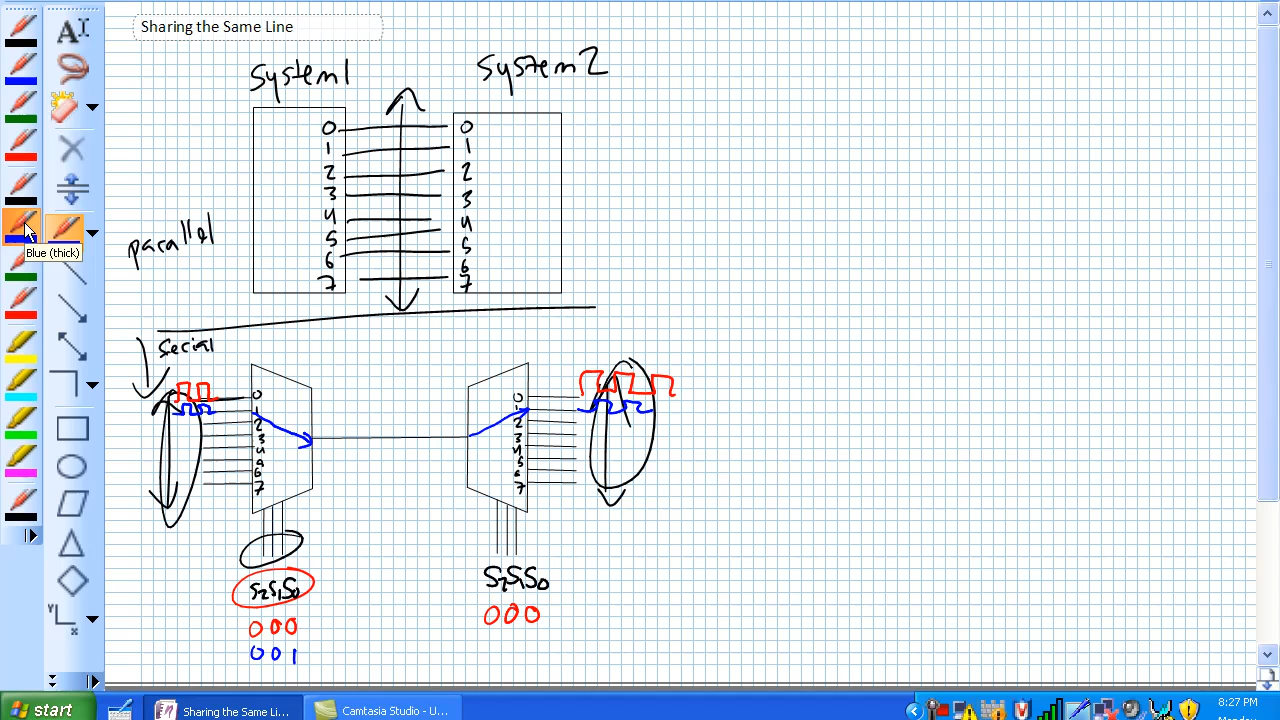 Sharing the Same Line
System1
System2
0 0
1 1
2 2
3 3
4 4
5 5
6 6
7 7
parallel
Blue (thick)
Serial
0 0
1 1
2 2
3 3
4 4
5 5
6 6
7 7
S2S1S0
S2S1S0
000
000
001
start
Sharing the Same Li...
Camtasia Studio - U...
8:27 PM
Monday